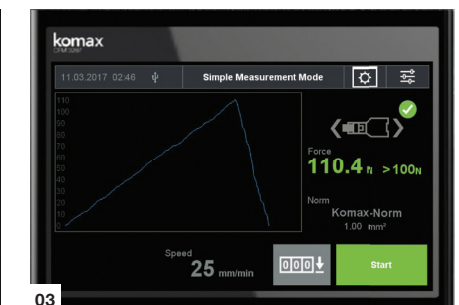 komax
11.03.2017 02:46
Simple Measurement Mode
110
100
90
80
70
60
50
40
30
20
10
0
Force
110.4 N >100N
Norm
Komax-Norm
1.00 mm²
Speed
25 mm/min
000
Start
03